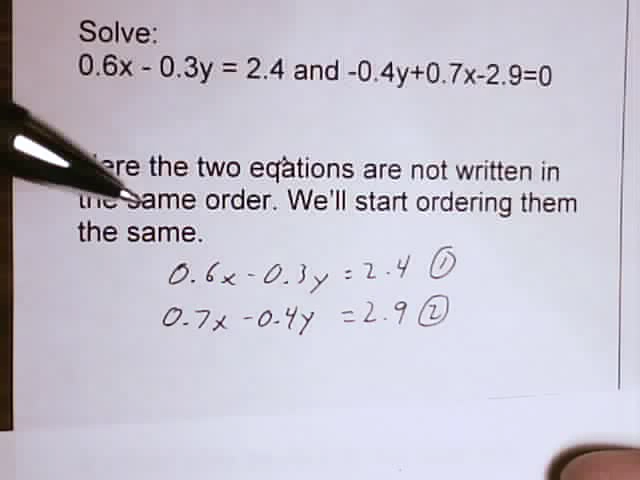 Solve:
0.6x - 0.3y = 2.4 and -0.4y+0.7x-2.9=0
the two eqations are not written in
same order. We'll start ordering them
the same.
0.6x - 0.3y = 2.4 ①
0.7x - 0.4y = 2.9 ②